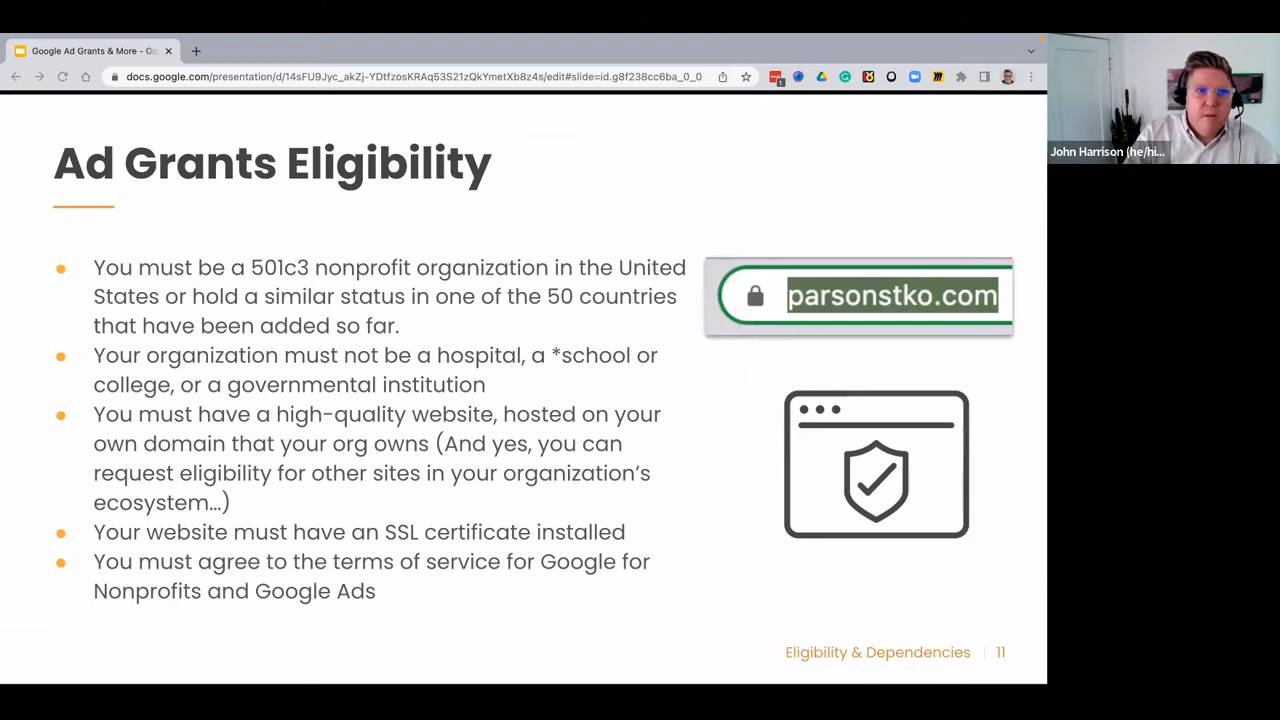 Google Ad Grants & More - Go
docs.google.com/presentation/d/14sFU9Jyc_akZj-YDtfzosKRAq53S21zQkYmetXb8z4s/edit#slide=id.g8f238cc6ba_0_0
1
John Harrison (he/hi...
Ad Grants Eligibility
You must be a 501c3 nonprofit organization in the United
States or hold a similar status in one of the 50 countries
that have been added so far.
Your organization must not be a hospital, a *school or
college, or a governmental institution
You must have a high-quality website, hosted on your
own domain that your org owns (And yes, you can
request eligibility for other sites in your organization's
ecosystem...)
Your website must have an SSL certificate installed
You must agree to the terms of service for Google for
Nonprofits and Google Ads
parsonstko.com
Eligibility & Dependencies | 11